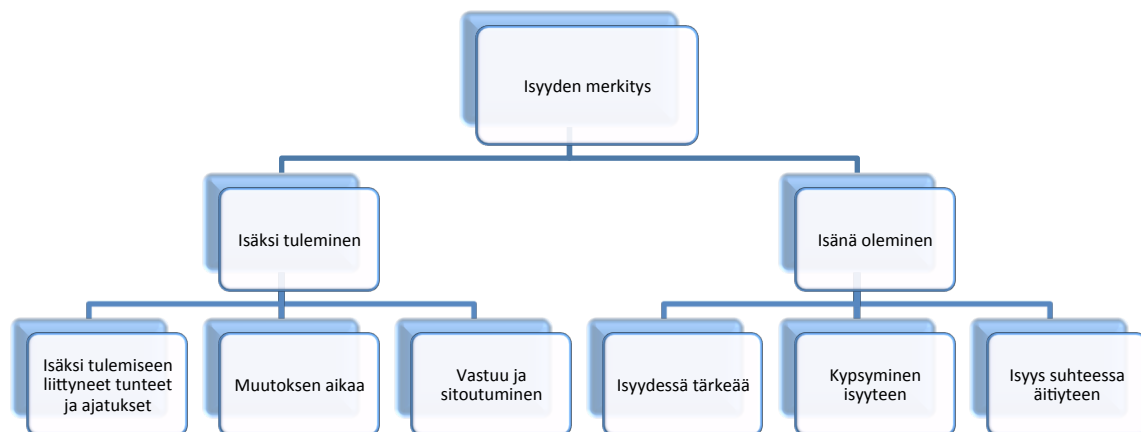 Isyyden merkitys
Isäksi tuleminen
Isänä oleminen
Isäksi tulemiseen
liittyneet tunteet
ja ajatukset
Muutoksen aikaa
Vastuu ja
sitoutuminen
Isyydessä tärkeää
Kypsyminen
isyyteen
Isyys suhteessa
äitiyteen